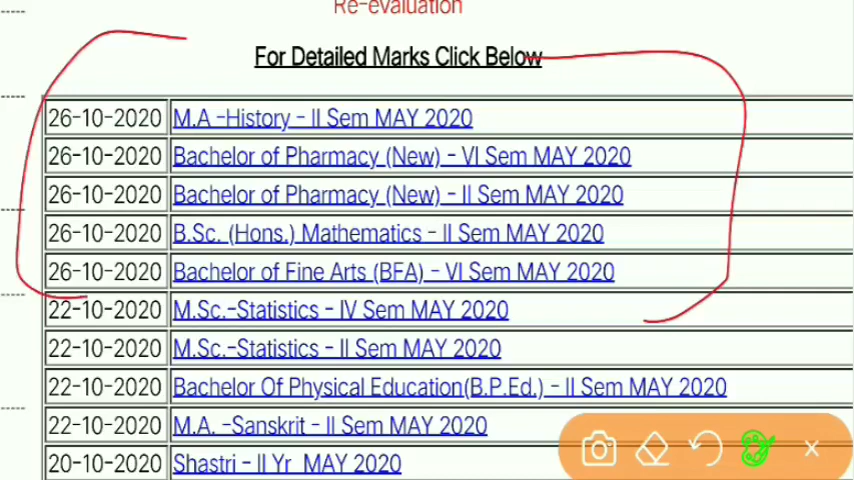 Re-evaluation
For Detailed Marks Click Below
26-10-2020 M.A -History - II Sem MAY 2020
26-10-2020 Bachelor of Pharmacy (New) - VI Sem MAY 2020
26-10-2020 Bachelor of Pharmacy (New) - II Sem MAY 2020
26-10-2020 B.Sc. (Hons.) Mathematics - II Sem MAY 2020
26-10-2020 Bachelor of Fine Arts (BFA) - VI Sem MAY 2020
22-10-2020 M.Sc.-Statistics - IV Sem MAY 2020
22-10-2020 M.Sc.-Statistics - II Sem MAY 2020
22-10-2020 Bachelor Of Physical Education(B.P.Ed.) - II Sem MAY 2020
22-10-2020 M.A. -Sanskrit - II Sem MAY 2020
20-10-2020 Shastri - II Yr MAY 2020